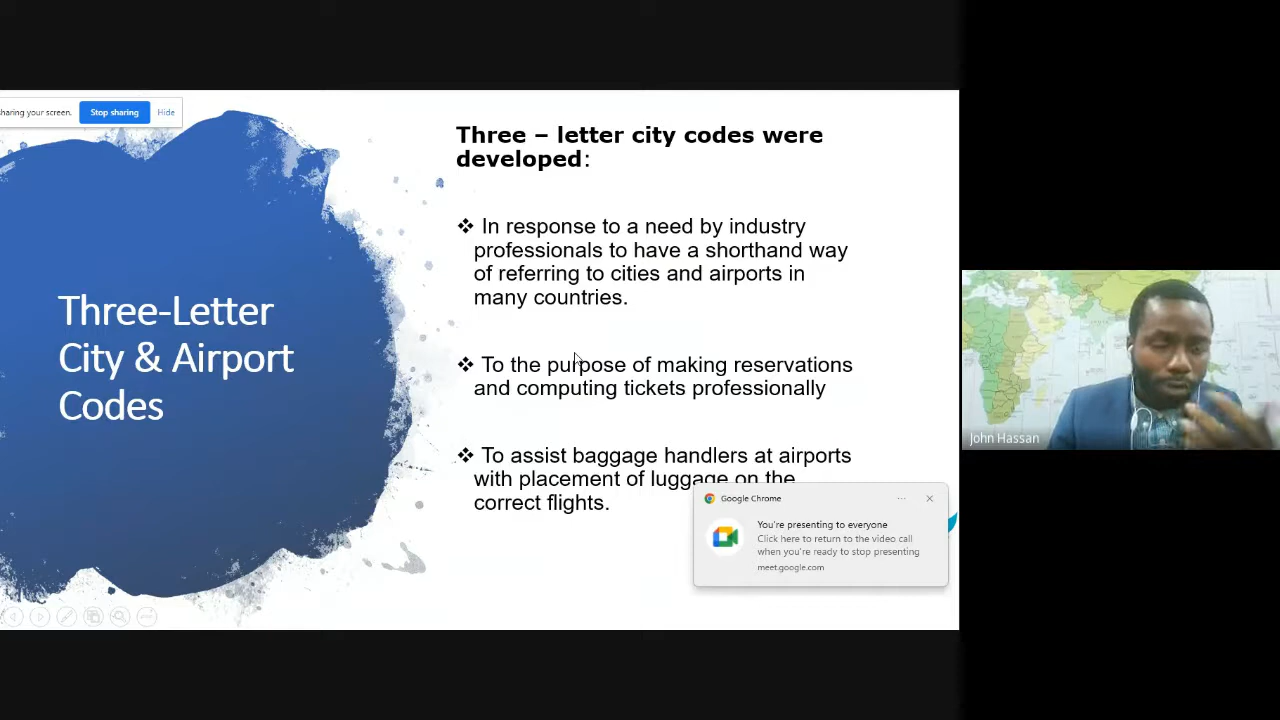 haring your screen.
Stop sharing
Hide
Three-Letter
City & Airport
Codes
Three – letter city codes were
developed:
❖ In response to a need by industry
professionals to have a shorthand way
of referring to cities and airports in
many countries.
❖ To the purpose of making reservations
and computing tickets professionally
❖ To assist baggage handlers at airports
with placement of luggage on the
correct flights.
Google Chrome
You're presenting to everyone
Click here to return to the video call
when you're ready to stop presenting
meet.google.com
John Hassan